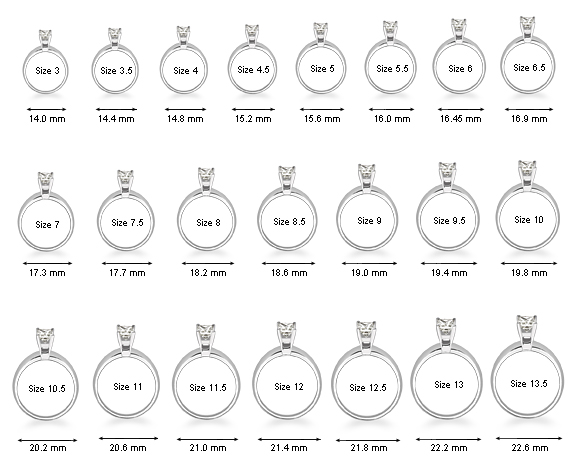 Size 3 Size 3.5 Size 4 Size 4.5 Size 5 Size 5.5 Size 6 Size 6.5
14.0 mm 14.4 mm 14.8 mm 15.2 mm 15.6 mm 16.0 mm 16.45 mm 16.9 mm
Size 7 Size 7.5 Size 8 Size 8.5 Size 9 Size 9.5 Size 10
17.3 mm 17.7 mm 18.2 mm 18.6 mm 19.0 mm 19.4 mm 19.8 mm
Size 10.5 Size 11 Size 11.5 Size 12 Size 12.5 Size 13 Size 13.5
20.2 mm 20.6 mm 21.0 mm 21.4 mm 21.8 mm 22.2 mm 22.6 mm